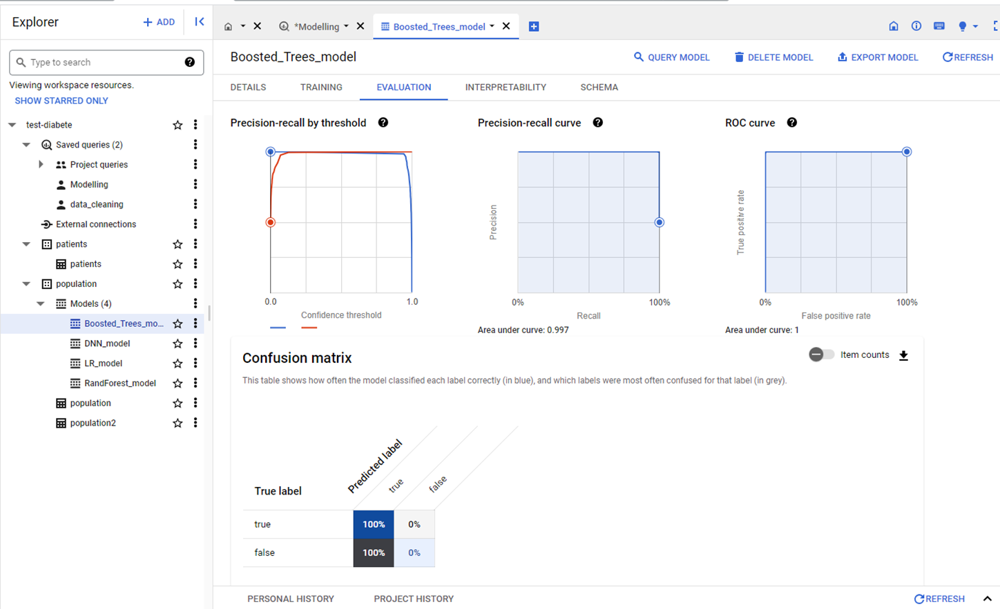 Explorer
+ ADD
Type to search
Viewing workspace resources.
SHOW STARRED ONLY
test-diabete
Saved queries (2)
Project queries
Modelling
data_cleaning
External connections
patients
patients
population
Models (4)
Boosted_Trees_mo...
DNN_model
LR_model
RandForest_model
population
population2
*Modelling
Boosted_Trees_model
Boosted_Trees_model
QUERY MODEL
DELETE MODEL
EXPORT MODEL
REFRESH
DETAILS
TRAINING
EVALUATION
INTERPRETABILITY
SCHEMA
Precision-recall by threshold
0.0
1.0
Confidence threshold
Precision-recall curve
Precision
0%
100%
Recall
Area under curve: 0.997
ROC curve
True positive rate
0%
100%
False positive rate
Area under curve: 1
Confusion matrix
Item counts
This table shows how often the model classified each label correctly (in blue), and which labels were most often confused for that label (in grey).
True label
Predicted label
true
false
true
100%
0%
false
100%
0%
PERSONAL HISTORY
PROJECT HISTORY
REFRESH